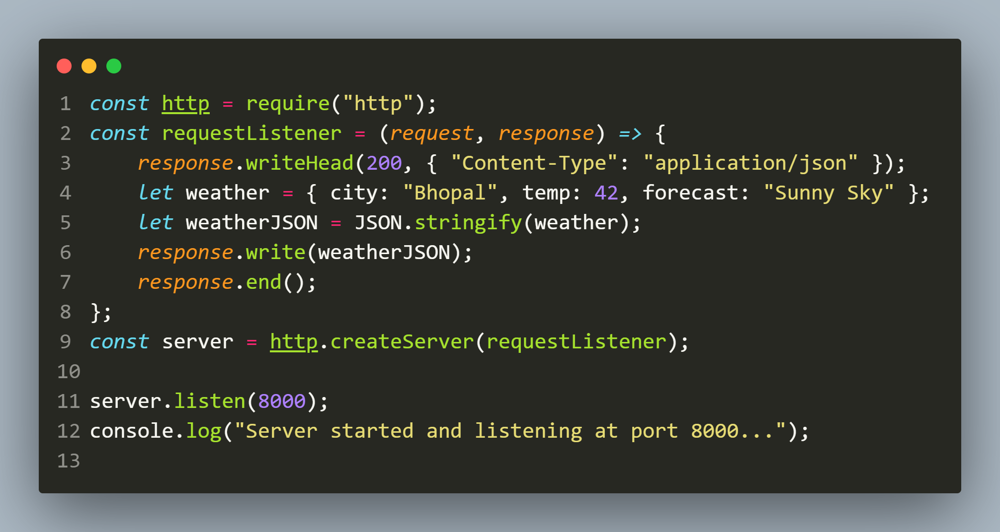 1 const http = require("http");
2 const requestListener = (request, response) => {
3     response.writeHead(200, { "Content-Type": "application/json" });
4     let weather = { city: "Bhopal", temp: 42, forecast: "Sunny Sky" };
5     let weatherJSON = JSON.stringify(weather);
6     response.write(weatherJSON);
7     response.end();
8 };
9 const server = http.createServer(requestListener);
10
11 server.listen(8000);
12 console.log("Server started and listening at port 8000...");
13